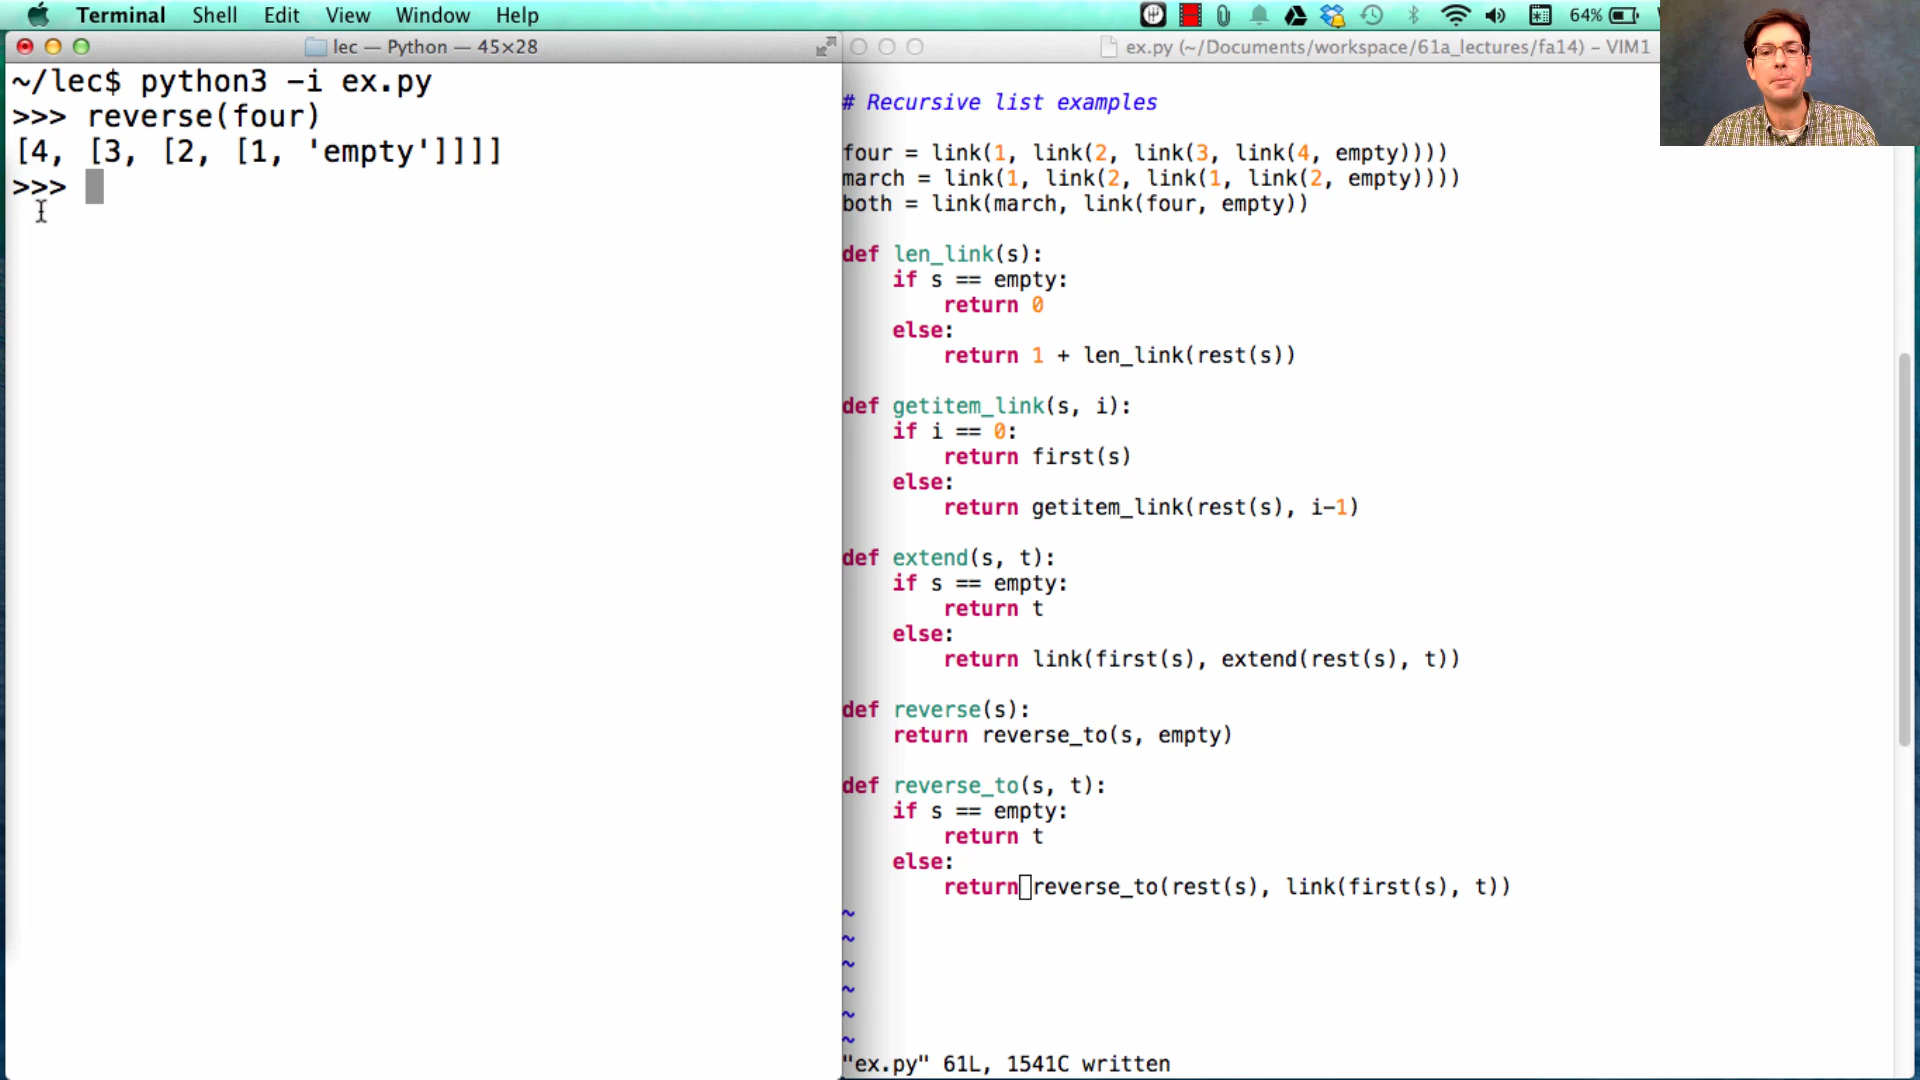 Terminal Shell Edit View Window Help 64%
lec — Python — 45×28
~/lec$ python3 -i ex.py
>>> reverse(four)
[4, [3, [2, [1, 'empty']]]]
>>>
ex.py (~/Documents/workspace/61a_lectures/fa14) – VIM1
# Recursive list examples
four = link(1, link(2, link(3, link(4, empty))))
march = link(1, link(2, link(1, link(2, empty))))
both = link(march, link(four, empty))
def len_link(s):
    if s == empty:
        return 0
    else:
        return 1 + len_link(rest(s))
def getitem_link(s, i):
    if i == 0:
        return first(s)
    else:
        return getitem_link(rest(s), i-1)
def extend(s, t):
    if s == empty:
        return t
    else:
        return link(first(s), extend(rest(s), t))
def reverse(s):
    return reverse_to(s, empty)
def reverse_to(s, t):
    if s == empty:
        return t
    else:
        return reverse_to(rest(s), link(first(s), t))
~
~
~
~
~
~
"ex.py" 61L, 1541C written